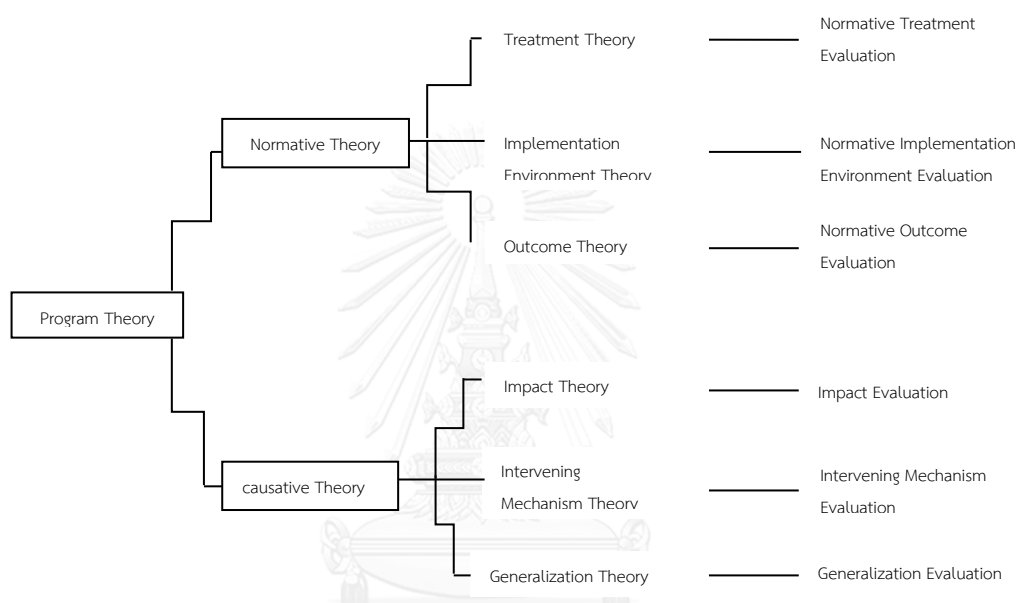 Treatment Theory
Normative Treatment
Evaluation
Normative Theory
Implementation
Environment Theory
Normative Implementation
Environment Evaluation
Outcome Theory
Normative Outcome
Evaluation
Program Theory
Impact Theory
Impact Evaluation
causative Theory
Intervening
Mechanism Theory
Intervening Mechanism
Evaluation
Generalization Theory
Generalization Evaluation